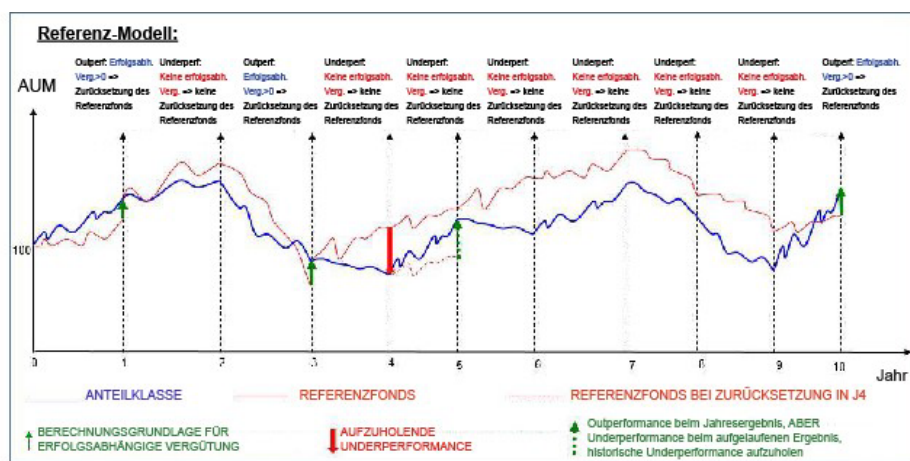 Referenz-Modell:
AUM
Outperf: Erfolgsabh.
Verg.>0 =>
Zurücksetzung des
Referenzfonds
Underperf:
Keine erfolgsabh.
Verg. => keine
Zurücksetzung des
Referenzfonds
Outperf:
Erfolgsabh.
Verg.>0 =>
Zurücksetzung des
Referenzfonds
Underperf:
Keine erfolgsabh.
Verg. => keine
Zurücksetzung des
Referenzfonds
Underperf:
Keine erfolgsabh.
Verg. => keine
Zurücksetzung des
Referenzfonds
Underperf:
Keine erfolgsabh.
Verg. => keine
Zurücksetzung des
Referenzfonds
Underperf:
Keine erfolgsabh.
Verg. => keine
Zurücksetzung des
Referenzfonds
Underperf:
Keine erfolgsabh.
Verg. => keine
Zurücksetzung des
Referenzfonds
Underperf:
Keine erfolgsabh.
Verg. => keine
Zurücksetzung des
Referenzfonds
Outperf: Erfolgsabh.
Verg.>0 =>
Zurücksetzung des
Referenzfonds
100
0 1 2 3 4 5 6 7 8 9 10
Jahr
ANTEILKLASSE
REFERENZFONDS
REFERENZFONDS BEI ZURÜCKSETZUNG IN J4
BERECHNUNGSGRUNDLAGE FÜR
ERFOLGSABHÄNGIGE VERGÜTUNG
AUFZUHOLENDE
UNDERPERFORMANCE
Outperformance beim Jahresergebnis, ABER
Underperformance beim aufgelaufenen Ergebnis,
historische Underperformance aufzuholen